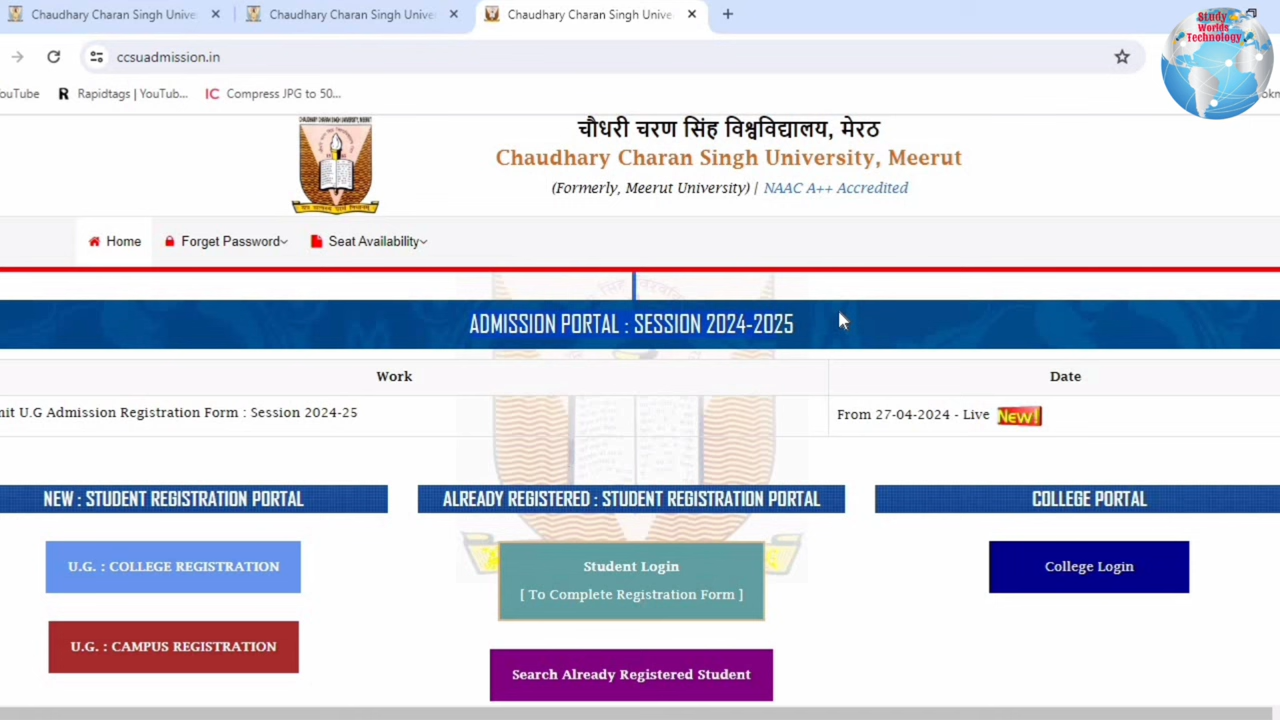 Chaudhary Charan Singh Unive
Chaudhary Charan Singh Unive
Chaudhary Charan Singh Unive
Study
Worlds
Technology
ccsuadmission.in
ouTube
Rapidtags | YouTub...
IC Compress JPG to 50...
चौधरी चरण सिंह विश्वविद्यालय, मेरठ
Chaudhary Charan Singh University, Meerut
(Formerly, Meerut University) | NAAC A++ Accredited
Home
Forget Password
Seat Availability
ADMISSION PORTAL : SESSION 2024-2025
Work
Date
nit U.G Admission Registration Form : Session 2024-25
From 27-04-2024 - Live NEW!
NEW : STUDENT REGISTRATION PORTAL
ALREADY REGISTERED : STUDENT REGISTRATION PORTAL
COLLEGE PORTAL
U.G. : COLLEGE REGISTRATION
Student Login
[ To Complete Registration Form ]
College Login
U.G. : CAMPUS REGISTRATION
Search Already Registered Student